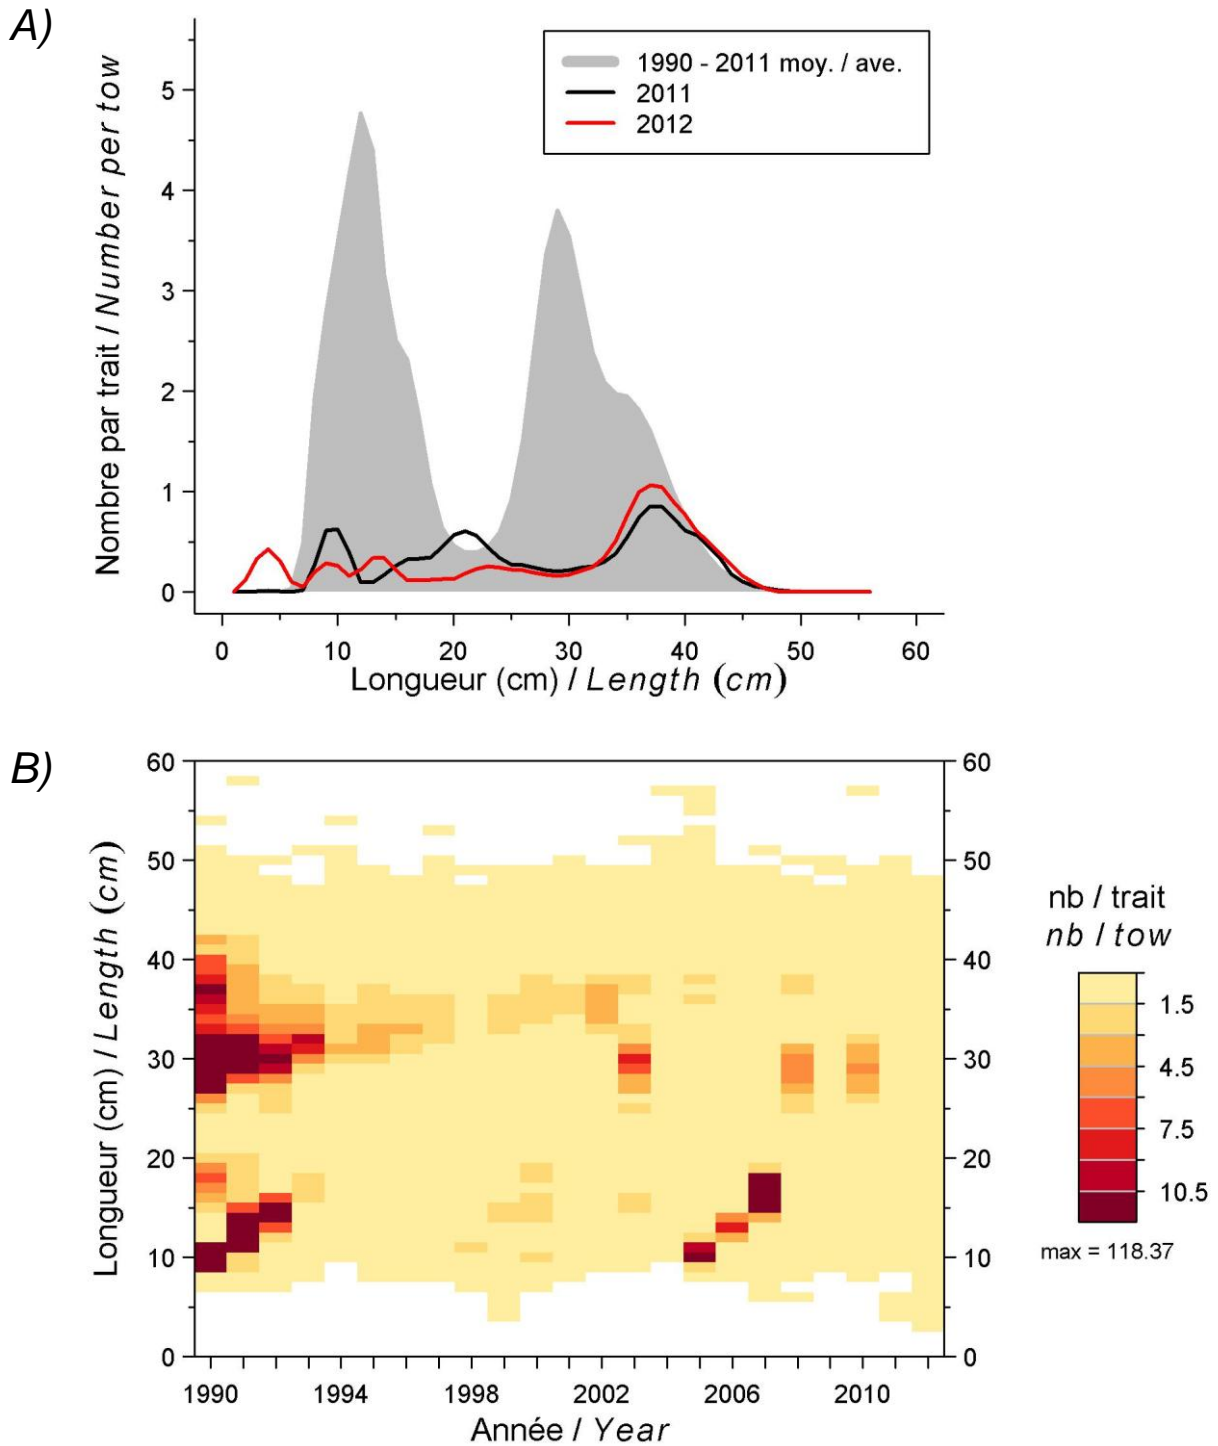 A)
1990 - 2011 moy. / ave.
2011
2012
Nombre par trait / Number per tow
5
4
3
2
1
0
0 10 20 30 40 50 60
Longueur (cm) / Length (cm)
B)
60 60
50 50
40 40
30 30
20 20
10 10
0 0
Longueur (cm) / Length (cm)
1990 1994 1998 2002 2006 2010
Année / Year
nb / trait
nb / tow
1.5
4.5
7.5
10.5
max = 118.37